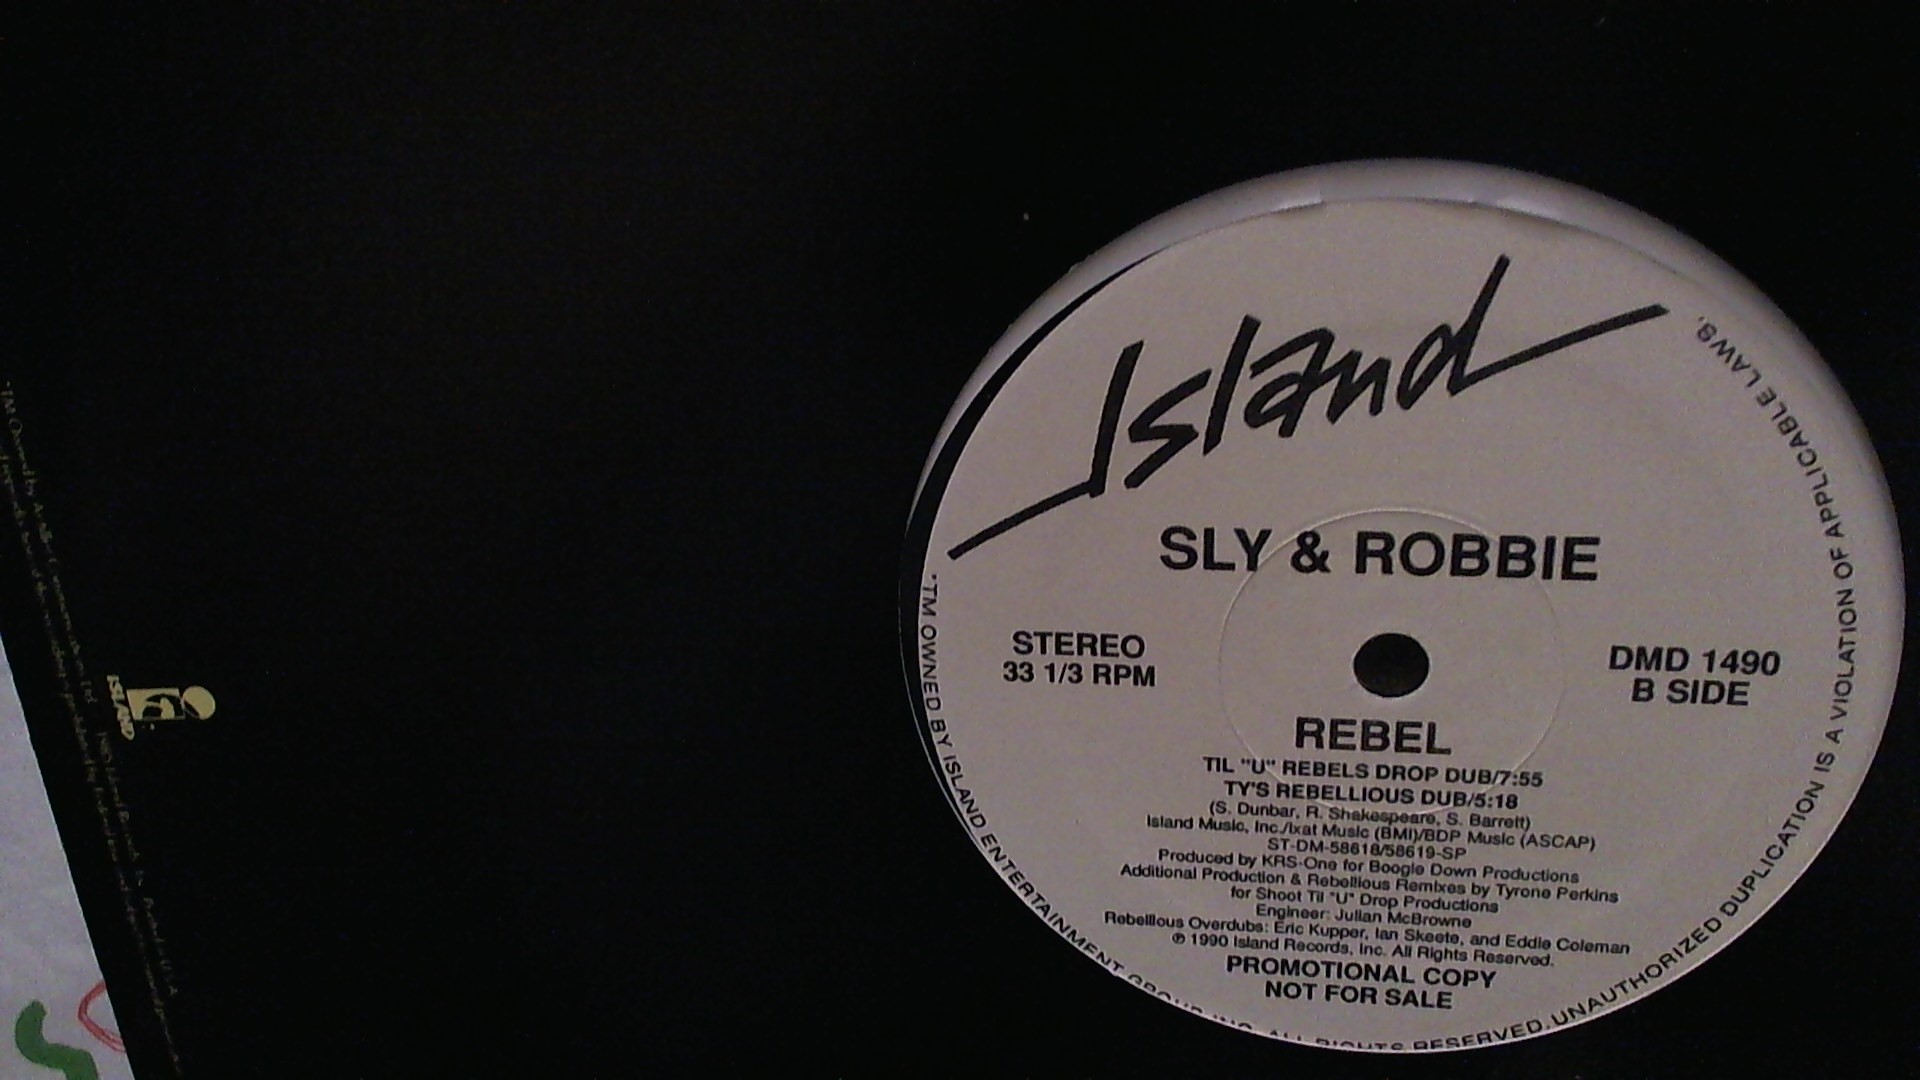 Island
SLY & ROBBIE
STEREO
33 1/3 RPM
DMD 1490
B SIDE
REBEL
TIL "U" REBELS DROP DUB/7:55
TY'S REBELLIOUS DUB/5:18
(S. Dunbar, R. Shakespeare, S. Barrett)
Island Music, Inc./Ixat Music (BMI)/BDP Music (ASCAP)
ST-DM-58618/58619-SP
Produced by KRS-One for Boogie Down Productions
Additional Production & Rebellious Remixes by Tyrone Perkins
for Shoot Til "U" Drop Productions
Engineer: Julian McBrowne
Rebellious Overdubs: Eric Kupper, Ian Skeete, and Eddie Coleman
℗ 1990 Island Records, Inc. All Rights Reserved.
PROMOTIONAL COPY
NOT FOR SALE
"TM OWNED BY ISLAND ENTERTAINMENT GROUP INC. ALL RIGHTS RESERVED. UNAUTHORIZED DUPLICATION IS A VIOLATION OF APPLICABLE LAWS.
ISLAND